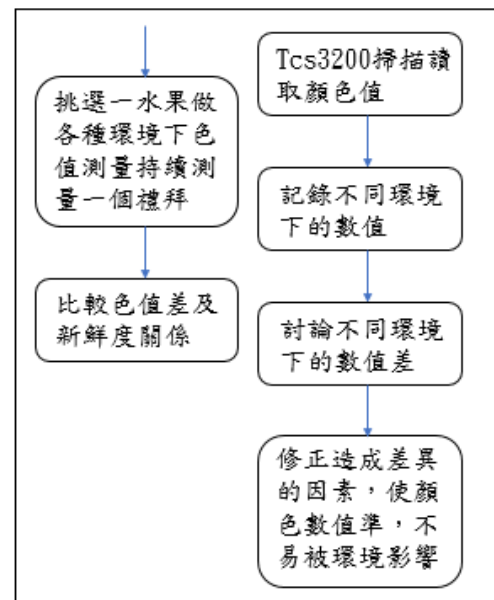 挑選一水果做
各種環境下色
值測量持續測
量一個禮拜
比較色值差及
新鮮度關係
Tcs3200掃描讀
取顏色值
記錄不同環境
下的數值
討論不同環境
下的數值差
修正造成差異
的因素，使顏
色數值準，不
易被環境影響